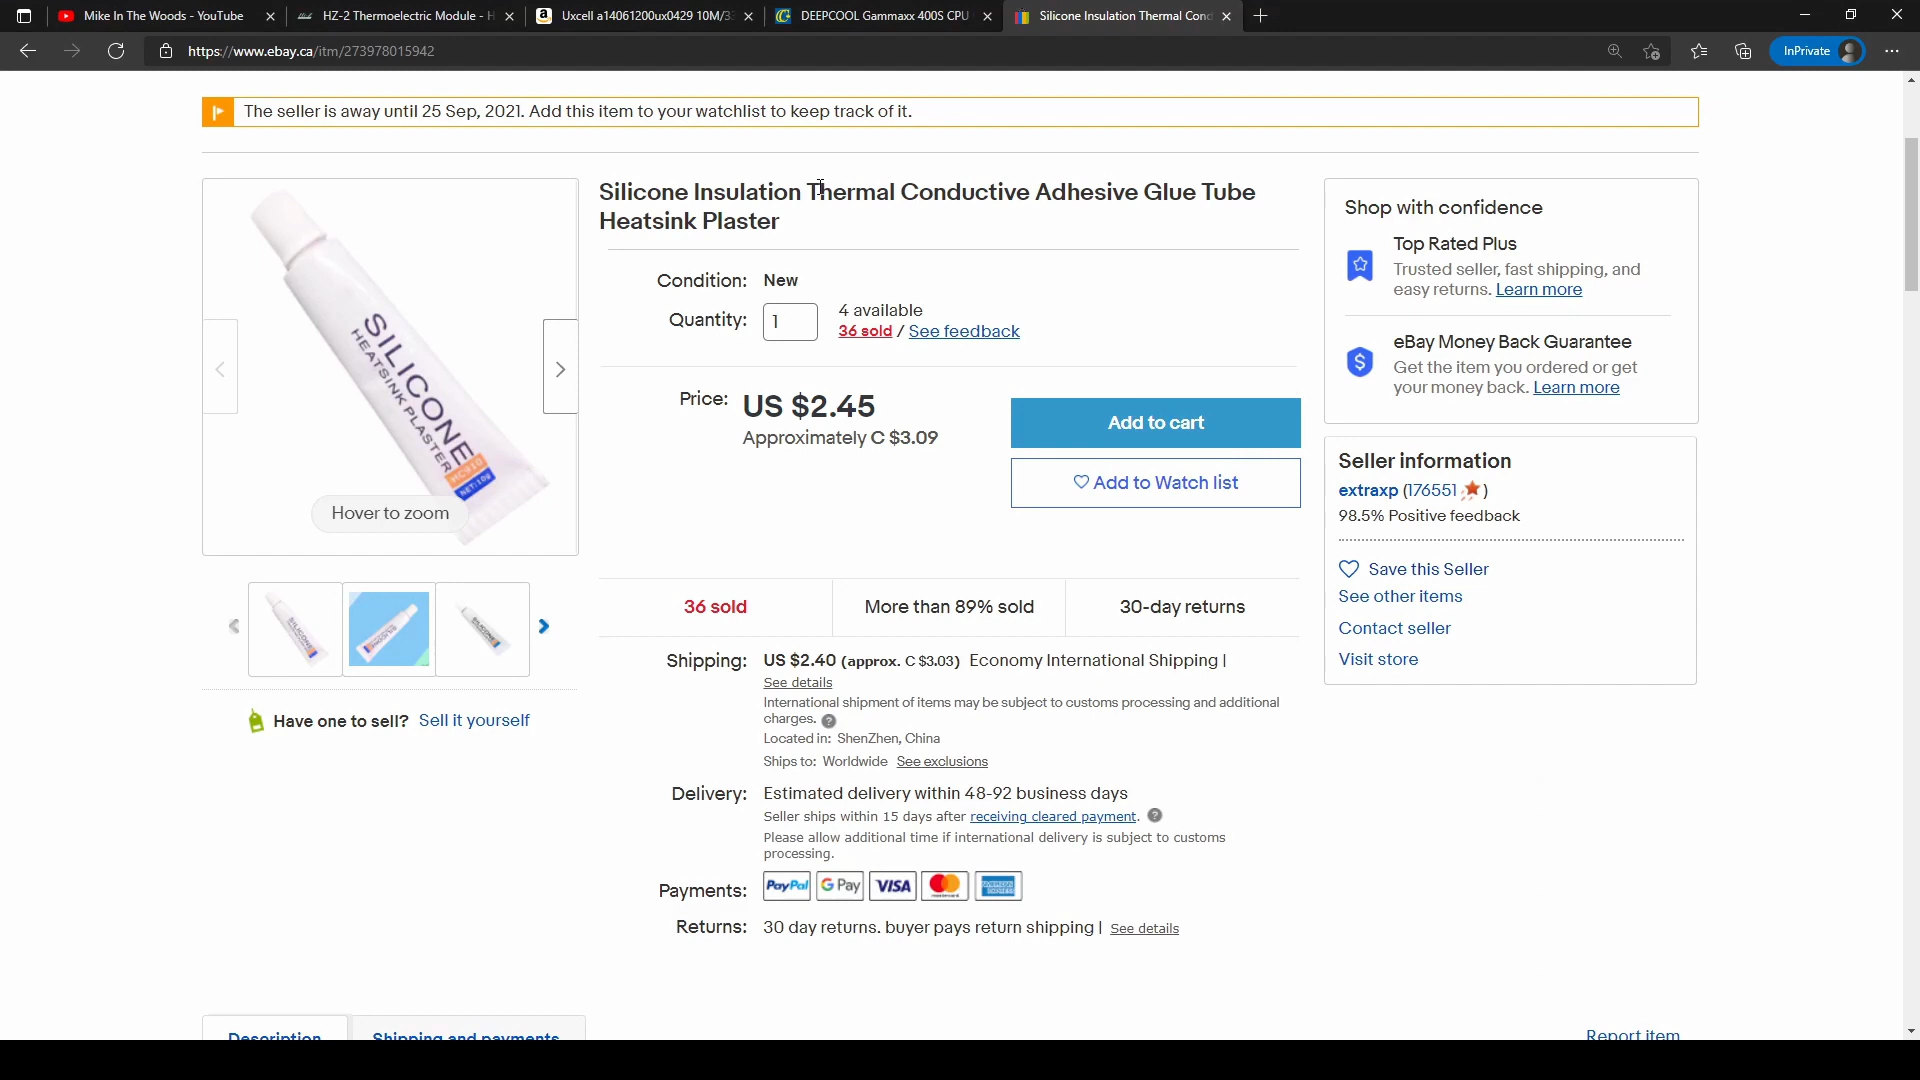 Mike In The Woods - YouTube
HZ-2 Thermoelectric Module - H
Uxcell a14061200ux0429 10M/33
DEEPCOOL Gammaxx 400S CPU
Silicone Insulation Thermal Cond
https://www.ebay.ca/itm/273978015942
InPrivate
The seller is away until 25 Sep, 2021. Add this item to your watchlist to keep track of it.
SILICONE
HEATSINK PLASTER
HC910
NET:10g
Hover to zoom
Have one to sell? Sell it yourself
Silicone Insulation Thermal Conductive Adhesive Glue Tube
Heatsink Plaster
Condition: New
Quantity: 1
4 available
36 sold / See feedback
Price: US $2.45
Approximately C $3.09
Add to cart
Add to Watch list
36 sold
More than 89% sold
30-day returns
Shipping: US $2.40 (approx. C $3.03) Economy International Shipping |
See details
International shipment of items may be subject to customs processing and additional
charges. ?
Located in: ShenZhen, China
Ships to: Worldwide See exclusions
Delivery: Estimated delivery within 48-92 business days
Seller ships within 15 days after receiving cleared payment. ?
Please allow additional time if international delivery is subject to customs
processing.
Payments: PayPal G Pay VISA
Returns: 30 day returns. buyer pays return shipping | See details
Shop with confidence
Top Rated Plus
Trusted seller, fast shipping, and
easy returns. Learn more
eBay Money Back Guarantee
Get the item you ordered or get
your money back. Learn more
Seller information
extraxp (176551)
98.5% Positive feedback
Save this Seller
See other items
Contact seller
Visit store
Description
Shipping and payments
Report item